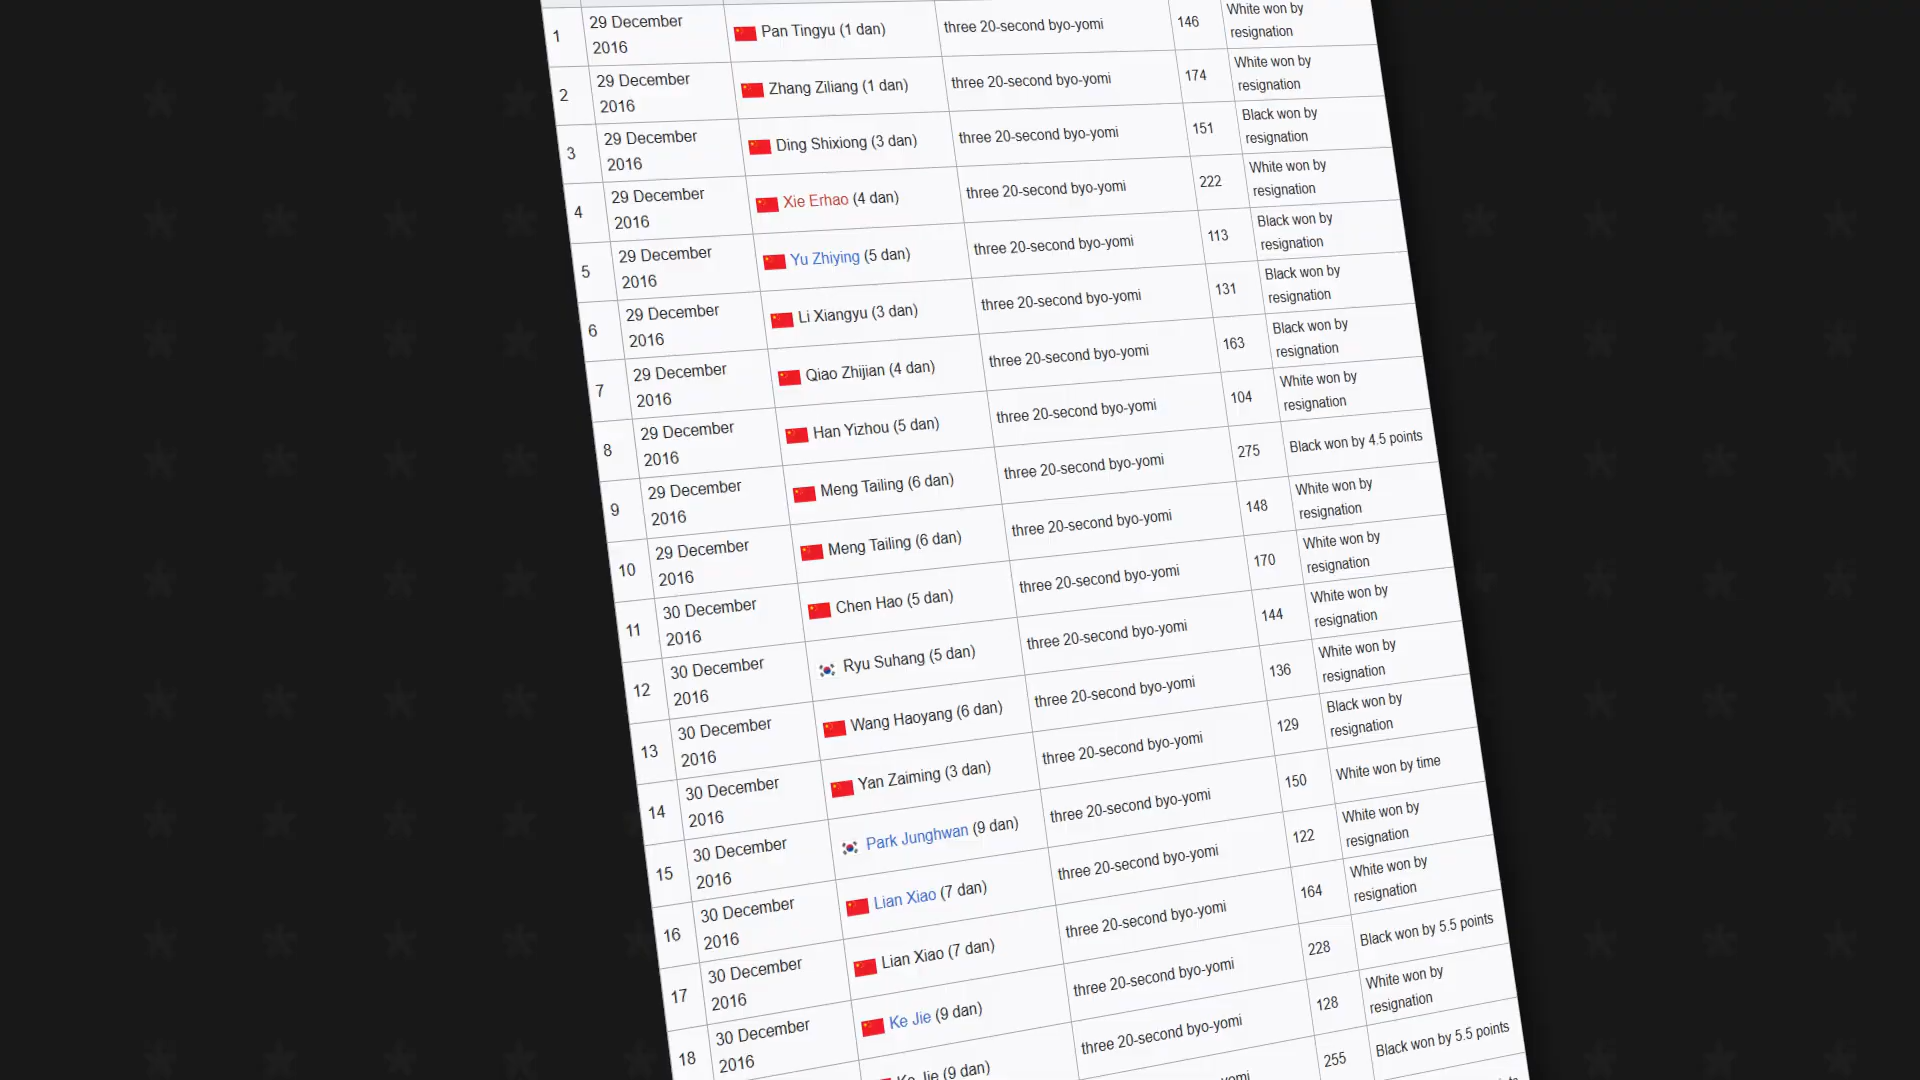 1 29 December 2016 Pan Tingyu (1 dan) three 20-second byo-yomi 146 White won by resignation
2 29 December 2016 Zhang Ziliang (1 dan) three 20-second byo-yomi 174 White won by resignation
3 29 December 2016 Ding Shixiong (3 dan) three 20-second byo-yomi 151 Black won by resignation
4 29 December 2016 Xie Erhao (4 dan) three 20-second byo-yomi 222 White won by resignation
5 29 December 2016 Yu Zhiying (5 dan) three 20-second byo-yomi 113 Black won by resignation
6 29 December 2016 Li Xiangyu (3 dan) three 20-second byo-yomi 131 Black won by resignation
7 29 December 2016 Qiao Zhijian (4 dan) three 20-second byo-yomi 163 Black won by resignation
8 29 December 2016 Han Yizhou (5 dan) three 20-second byo-yomi 104 White won by resignation
9 29 December 2016 Meng Tailing (6 dan) three 20-second byo-yomi 275 Black won by 4.5 points
10 29 December 2016 Meng Tailing (6 dan) three 20-second byo-yomi 148 White won by resignation
11 30 December 2016 Chen Hao (5 dan) three 20-second byo-yomi 170 White won by resignation
12 30 December 2016 Ryu Suhang (5 dan) three 20-second byo-yomi 144 White won by resignation
13 30 December 2016 Wang Haoyang (6 dan) three 20-second byo-yomi 136 White won by resignation
14 30 December 2016 Yan Zaiming (3 dan) three 20-second byo-yomi 129 Black won by resignation
15 30 December 2016 Park Junghwan (9 dan) three 20-second byo-yomi 150 White won by time
16 30 December 2016 Lian Xiao (7 dan) three 20-second byo-yomi 122 White won by resignation
17 30 December 2016 Lian Xiao (7 dan) three 20-second byo-yomi 164 White won by resignation
18 30 December 2016 Ke Jie (9 dan) three 20-second byo-yomi 228 Black won by 5.5 points
Ke Jie (9 dan) three 20-second byo-yomi 128 White won by resignation
255 Black won by 5.5 points